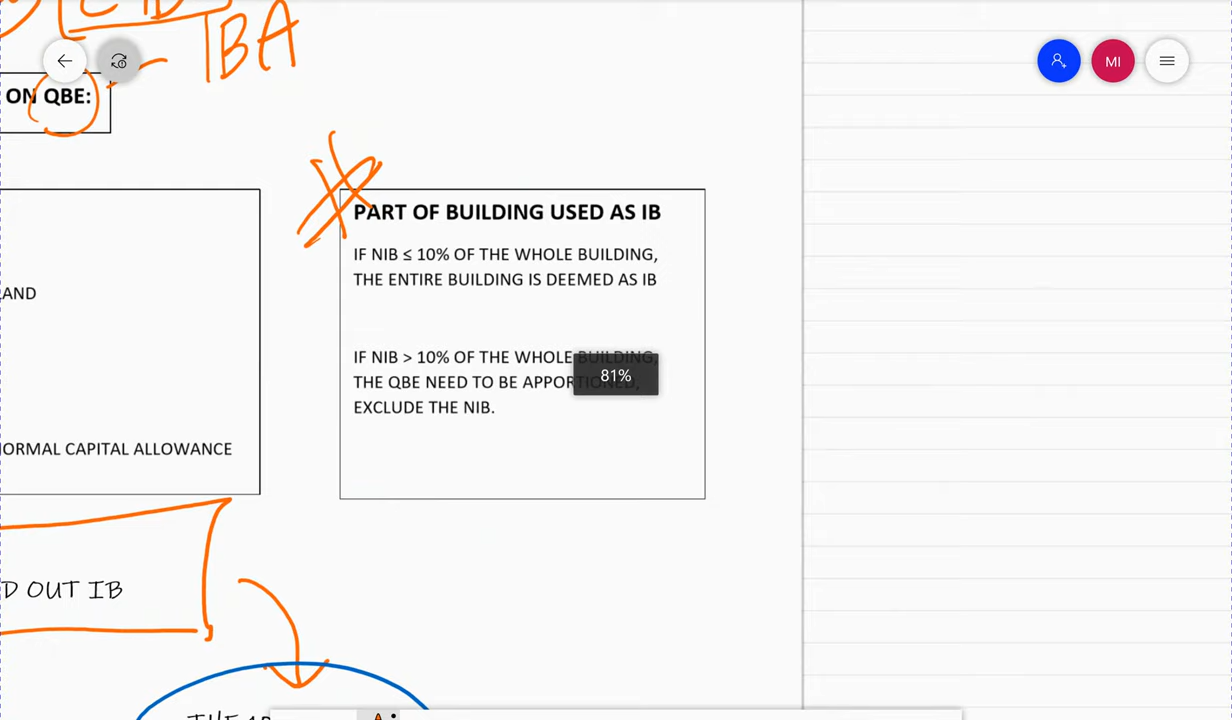 IBA
ON QBE:
MI
PART OF BUILDING USED AS IB
IF NIB ≤ 10% OF THE WHOLE BUILDING,
THE ENTIRE BUILDING IS DEEMED AS IB
AND
IF NIB > 10% OF THE WHOLE BUILDING,
81%
THE QBE NEED TO BE APPORTIONED,
EXCLUDE THE NIB.
ORMAL CAPITAL ALLOWANCE
D OUT IB